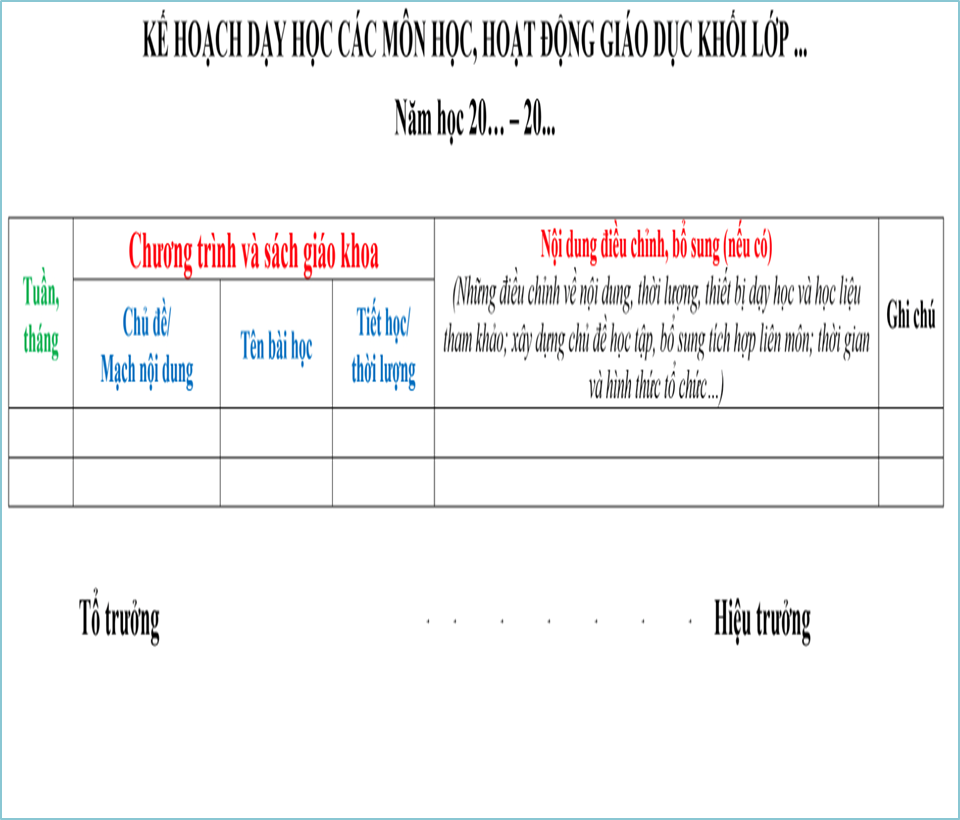 KẾ HOẠCH DẠY HỌC CÁC MÔN HỌC, HOẠT ĐỘNG GIÁO DỤC KHỐI LỚP ...
Năm học 20… – 20...
Tuần,
tháng
Chương trình và sách giáo khoa
Chủ đề/
Mạch nội dung
Tên bài học
Tiết học/
thời lượng
Nội dung điều chỉnh, bổ sung (nếu có)
(Những điều chỉnh về nội dung, thời lượng, thiết bị dạy học và học liệu
tham khảo; xây dựng chủ đề học tập, bổ sung tích hợp liên môn; thời gian
và hình thức tổ chức…)
Ghi chú
Tổ trưởng
Hiệu trưởng